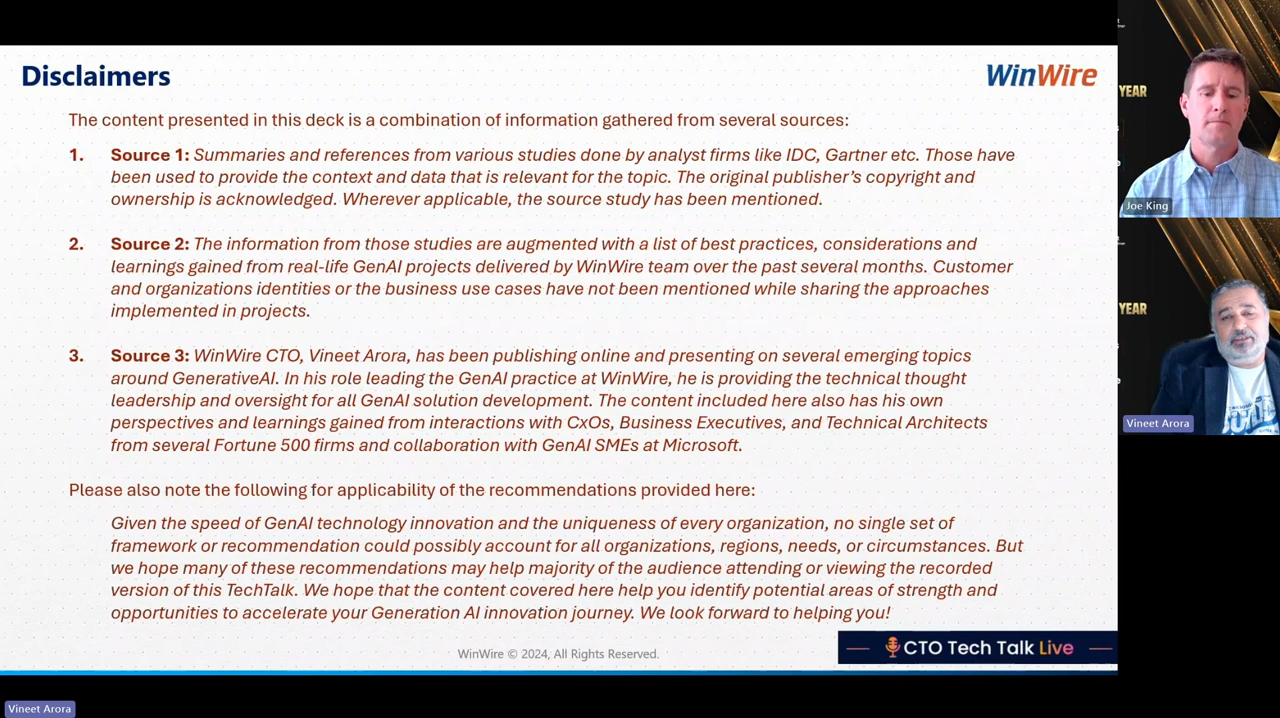 Disclaimers
WinWire
The content presented in this deck is a combination of information gathered from several sources:
1. Source 1: Summaries and references from various studies done by analyst firms like IDC, Gartner etc. Those have
been used to provide the context and data that is relevant for the topic. The original publisher's copyright and
ownership is acknowledged. Wherever applicable, the source study has been mentioned.
2. Source 2: The information from those studies are augmented with a list of best practices, considerations and
learnings gained from real-life GenAI projects delivered by WinWire team over the past several months. Customer
and organizations identities or the business use cases have not been mentioned while sharing the approaches
implemented in projects.
3. Source 3: WinWire CTO, Vineet Arora, has been publishing online and presenting on several emerging topics
around GenerativeAI. In his role leading the GenAI practice at WinWire, he is providing the technical thought
leadership and oversight for all GenAI solution development. The content included here also has his own
perspectives and learnings gained from interactions with CxOs, Business Executives, and Technical Architects
from several Fortune 500 firms and collaboration with GenAI SMEs at Microsoft.
Please also note the following for applicability of the recommendations provided here:
Given the speed of GenAI technology innovation and the uniqueness of every organization, no single set of
framework or recommendation could possibly account for all organizations, regions, needs, or circumstances. But
we hope many of these recommendations may help majority of the audience attending or viewing the recorded
version of this TechTalk. We hope that the content covered here help you identify potential areas of strength and
opportunities to accelerate your Generation AI innovation journey. We look forward to helping you!
WinWire © 2024, All Rights Reserved.
CTO Tech Talk Live
YEAR
Joe King
YEAR
Vineet Arora
Vineet Arora